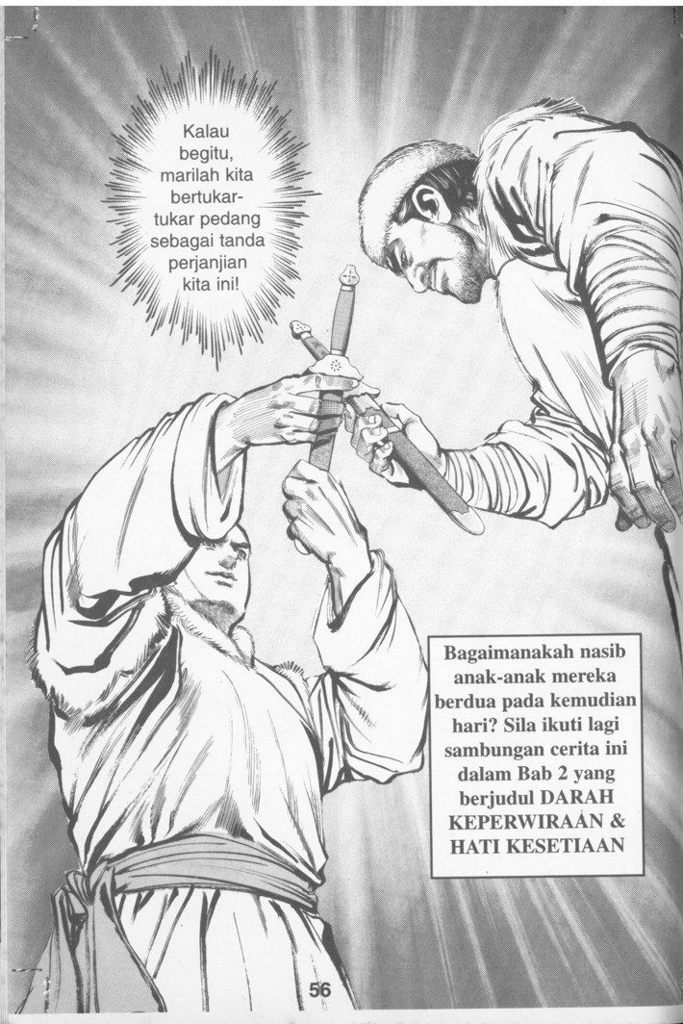 Kalau
begitu,
marilah kita
bertukar-
tukar pedang
sebagai tanda
perjanjian
kita ini!
Bagaimanakah nasib
anak-anak mereka
berdua pada kemudian
hari? Sila ikuti lagi
sambungan cerita ini
dalam Bab 2 yang
berjudul DARAH
KEPERWIRAAN &
HATI KESETIAAN
56